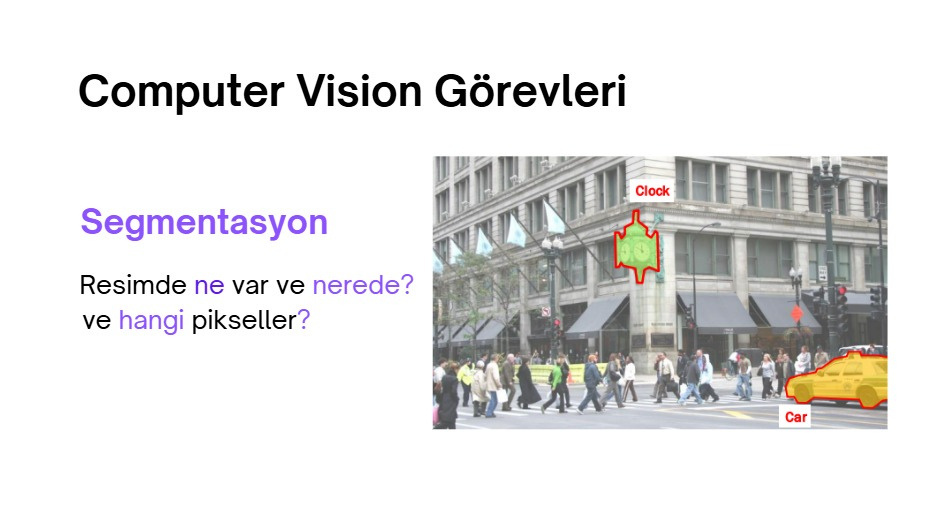 Computer Vision Görevleri
Segmentasyon
Resimde ne var ve nerede?
ve hangi pikseller?
Clock
Car